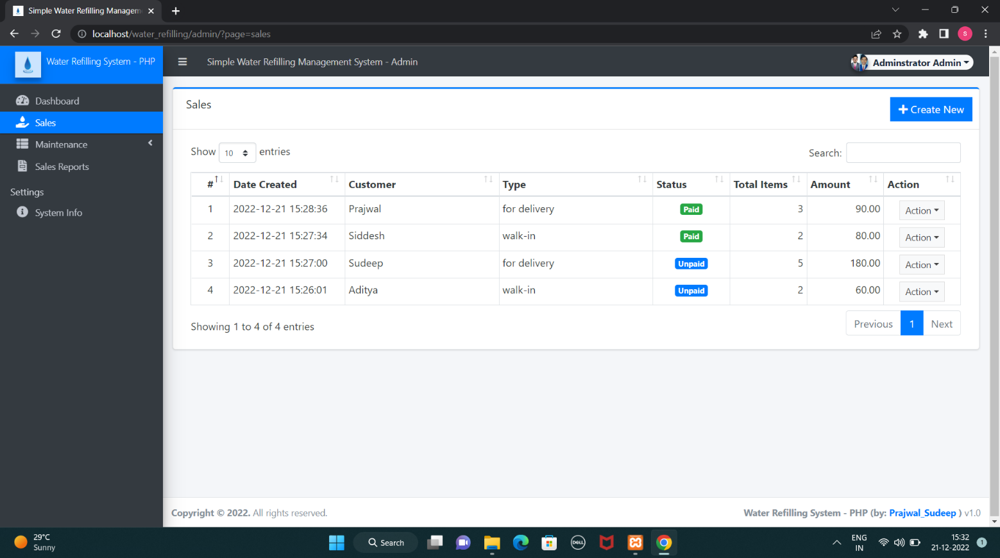 Simple Water Refilling Managem
localhost/water_refilling/admin/?page=sales
S
Water Refilling System - PHP
Simple Water Refilling Management System - Admin
Adminstrator Admin
Dashboard
Sales
Maintenance
Sales Reports
Settings
System Info
Sales
Create New
Show 10 entries
Search:
# Date Created Customer Type Status Total Items Amount Action
1 2022-12-21 15:28:36 Prajwal for delivery Paid 3 90.00 Action
2 2022-12-21 15:27:34 Siddesh walk-in Paid 2 80.00 Action
3 2022-12-21 15:27:00 Sudeep for delivery Unpaid 5 180.00 Action
4 2022-12-21 15:26:01 Aditya walk-in Unpaid 2 60.00 Action
Showing 1 to 4 of 4 entries
Previous 1 Next
Copyright © 2022. All rights reserved.
Water Refilling System - PHP (by: Prajwal_Sudeep ) v1.0
29°C
Sunny
Search
DELL
ENG
IN
15:32
21-12-2022
1